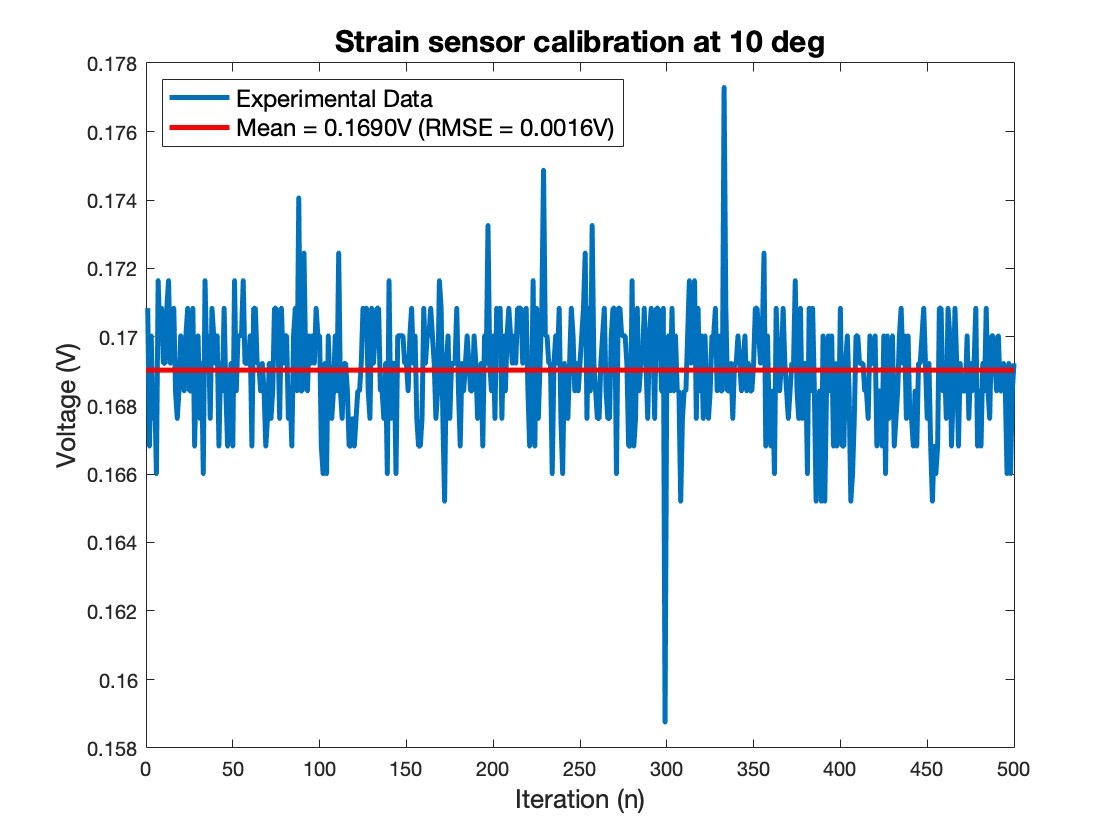 Strain sensor calibration at 10 deg
Experimental Data
Mean = 0.1690V (RMSE = 0.0016V)
Voltage (V)
0.178
0.176
0.174
0.172
0.17
0.168
0.166
0.164
0.162
0.16
0.158
0 50 100 150 200 250 300 350 400 450 500
Iteration (n)